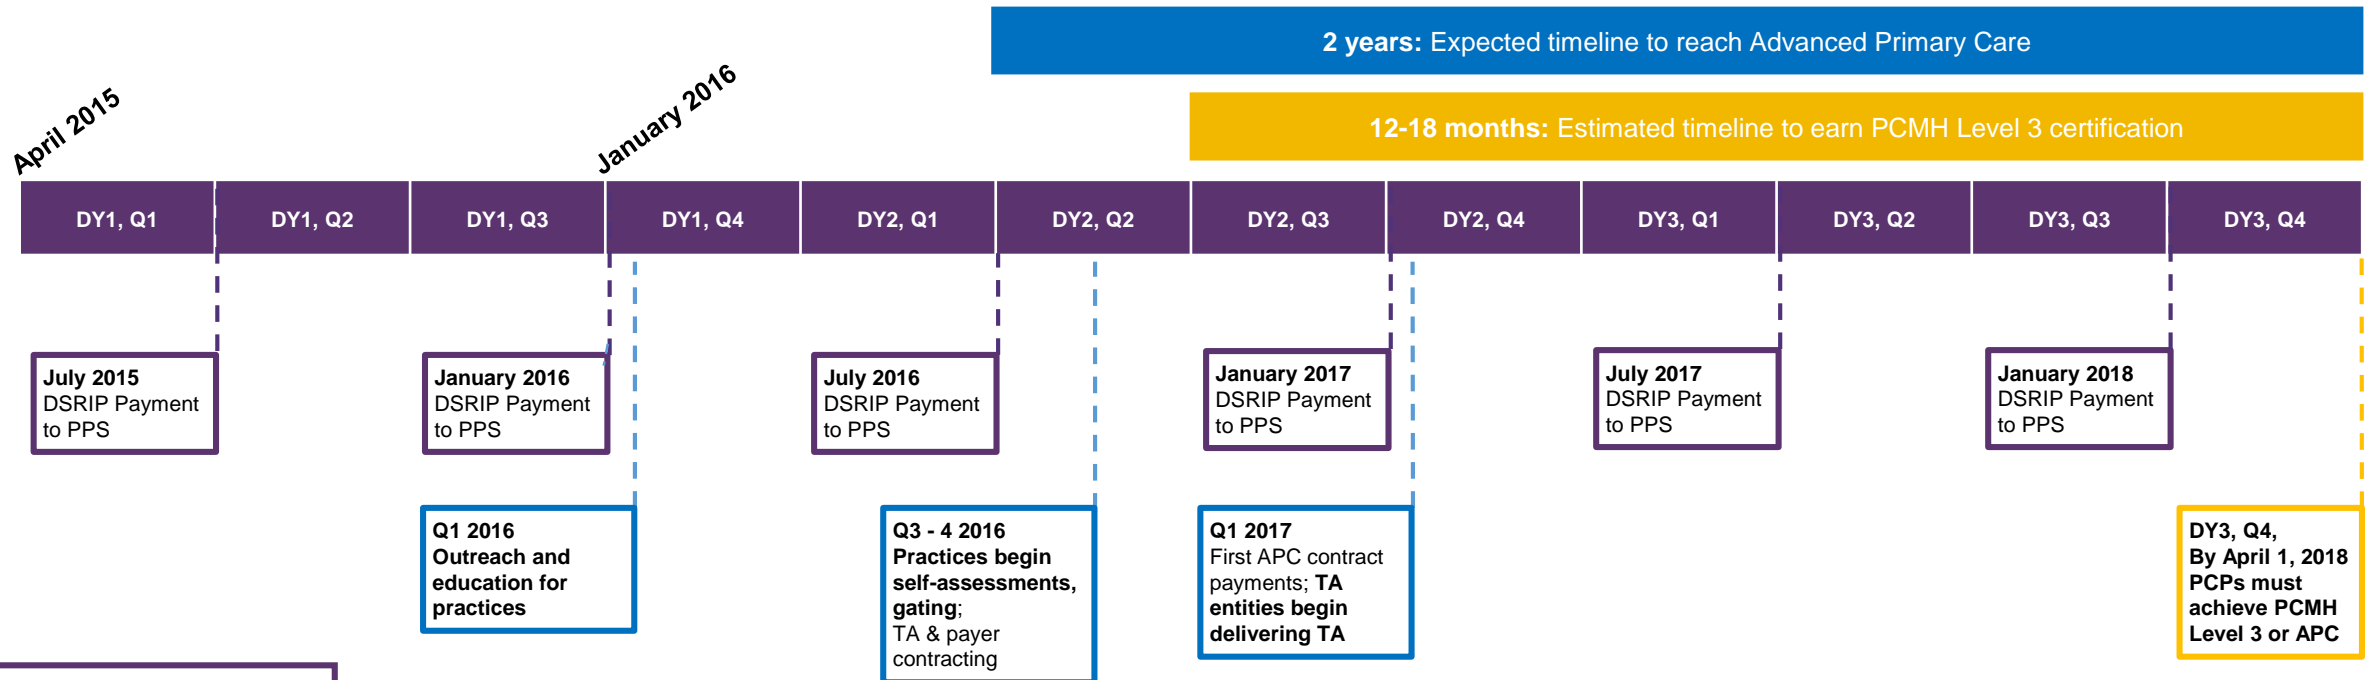 2 years: Expected timeline to reach Advanced Primary Care
12-18 months: Estimated timeline to earn PCMH Level 3 certification
April 2015
January 2016
DY1, Q1
DY1, Q2
DY1, Q3
DY1, Q4
DY2, Q1
DY2, Q2
DY2, Q3
DY2, Q4
DY3, Q1
DY3, Q2
DY3, Q3
DY3, Q4
July 2015
DSRIP Payment
to PPS
January 2016
DSRIP Payment
to PPS
July 2016
DSRIP Payment
to PPS
January 2017
DSRIP Payment
to PPS
July 2017
DSRIP Payment
to PPS
January 2018
DSRIP Payment
to PPS
Q1 2016
Outreach and
education for
practices
Q3 - 4 2016
Practices begin
self-assessments,
gating;
TA & payer
contracting
Q1 2017
First APC contract
payments; TA
entities begin
delivering TA
DY3, Q4,
By April 1, 2018
PCPs must
achieve PCMH
Level 3 or APC